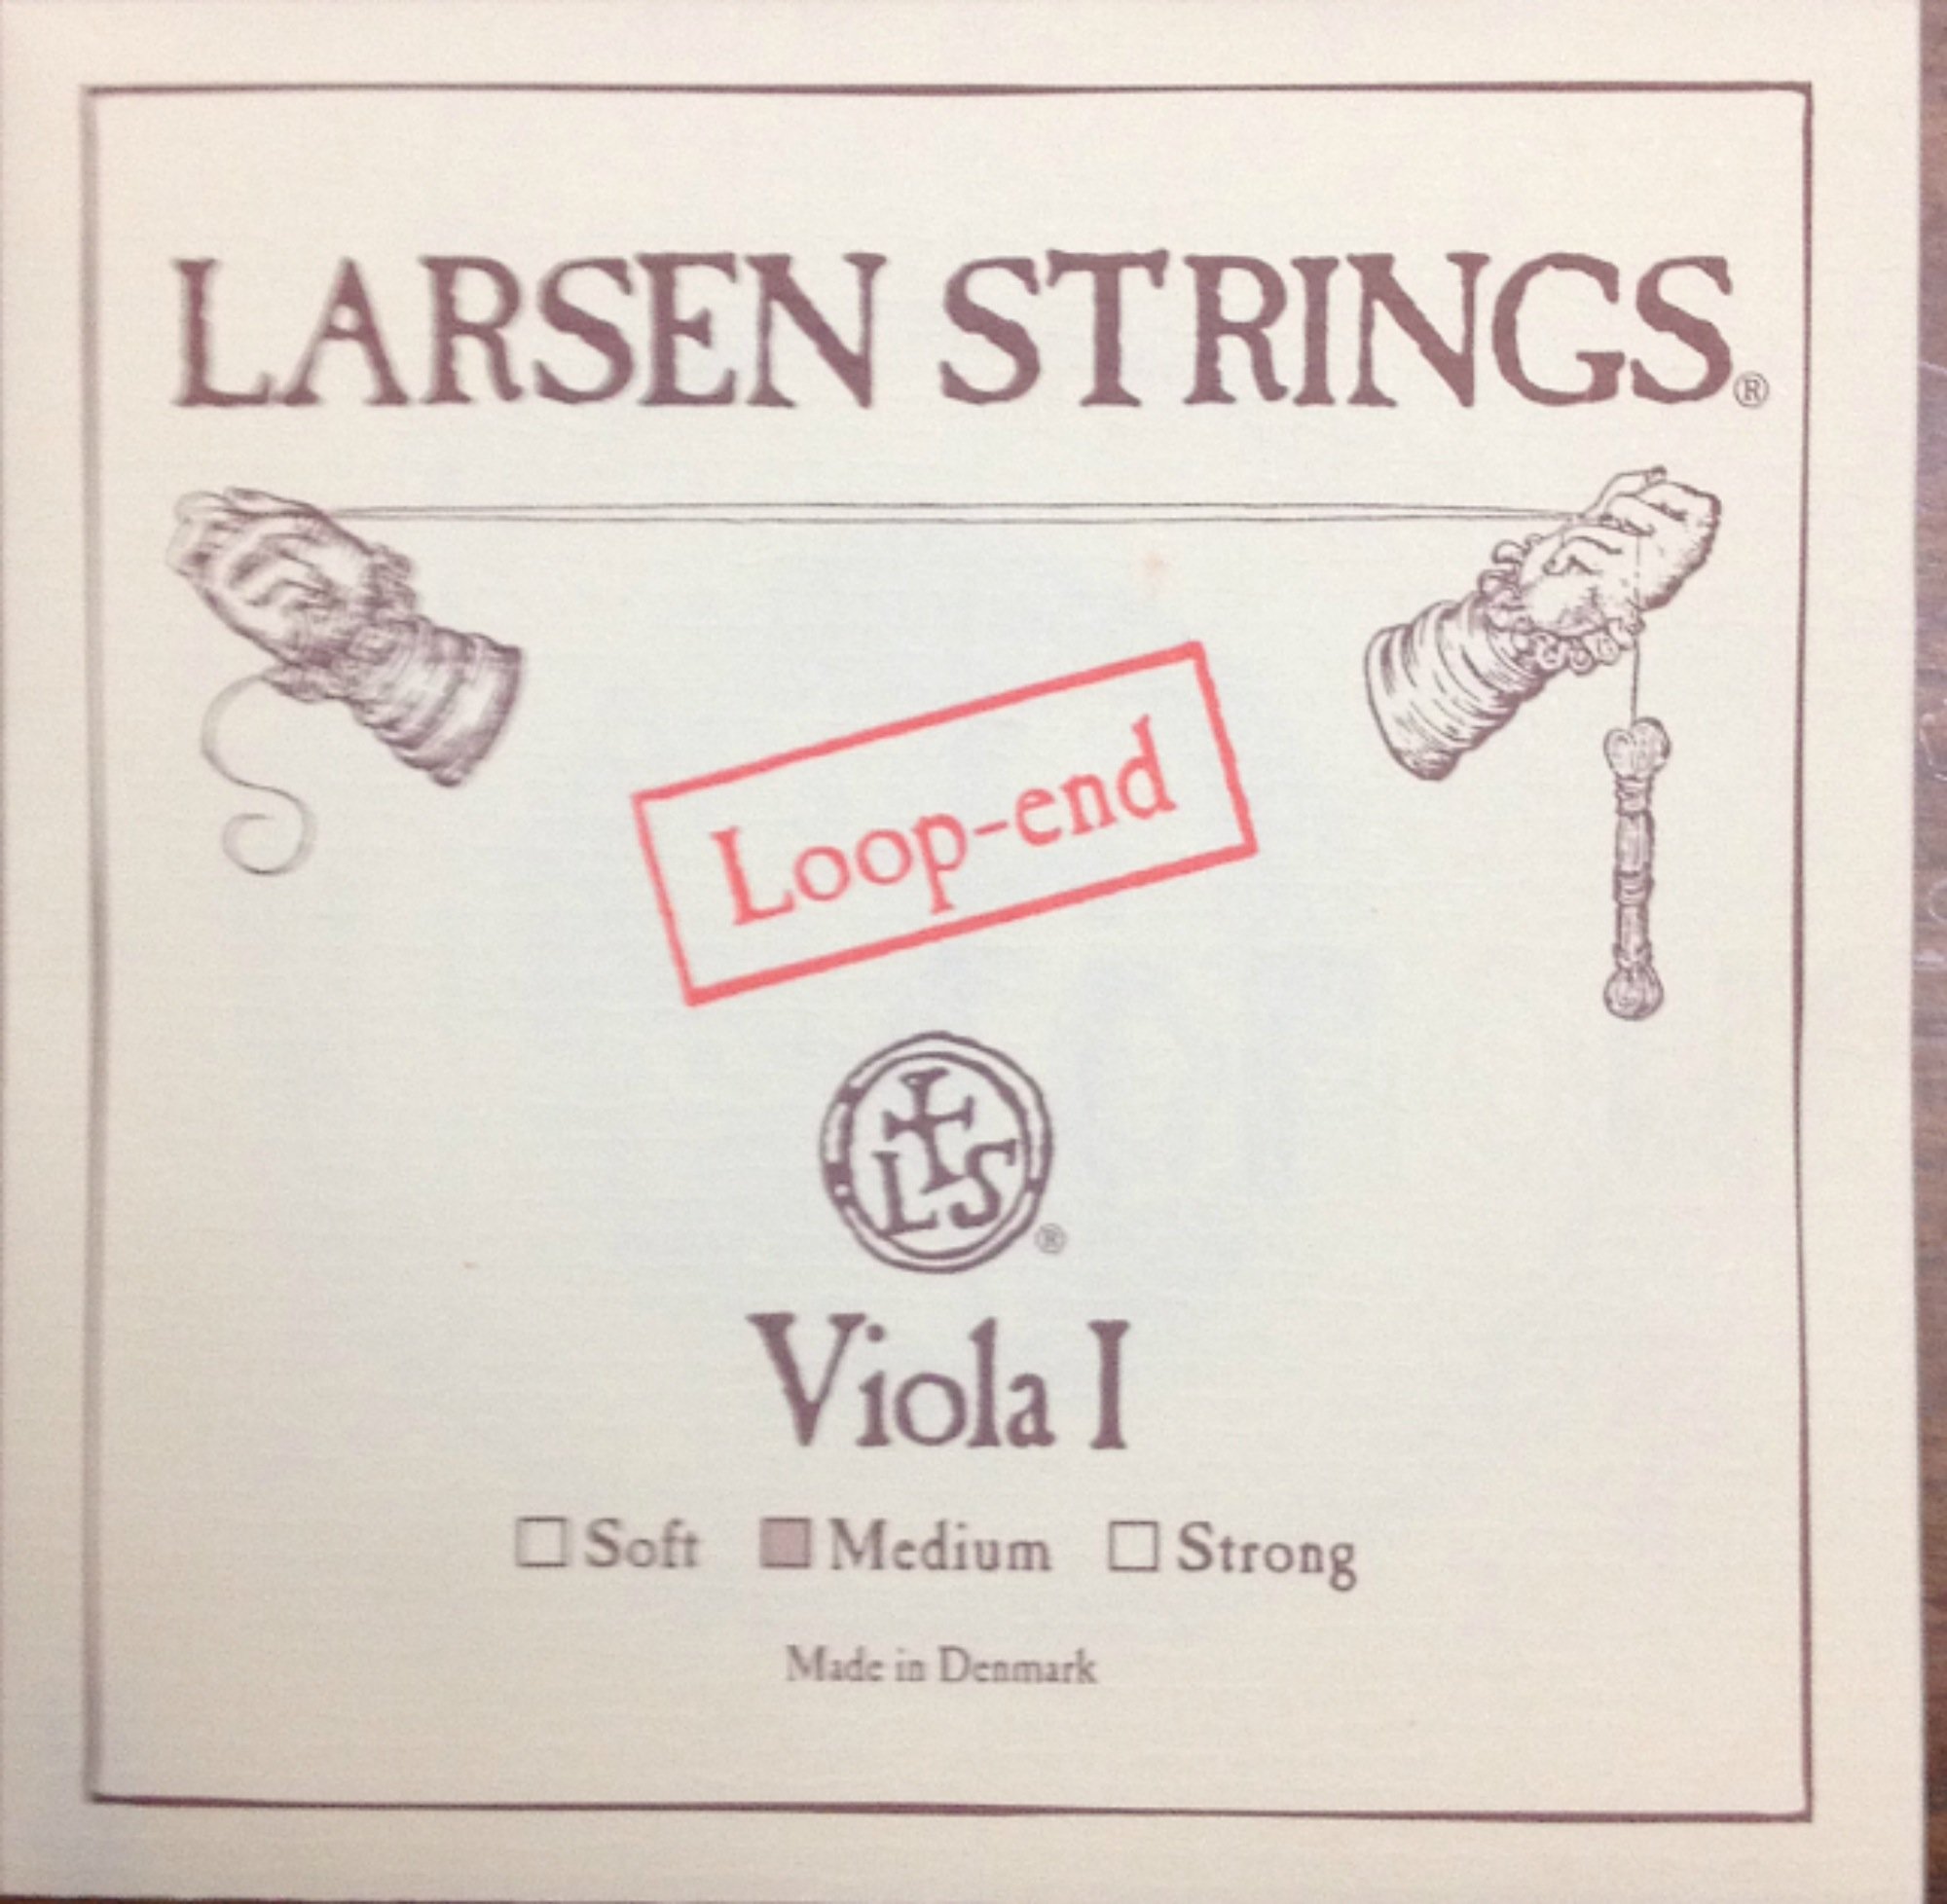 LARSEN STRINGS®
Loop-end
LS
®
Viola I
Soft Medium Strong
Made in Denmark